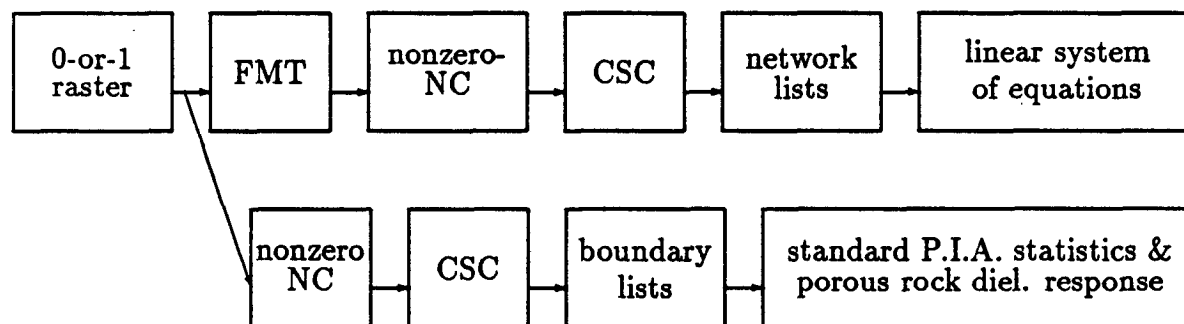 0-or-1
raster
FMT
nonzero-
NC
CSC
network
lists
linear system
of equations
nonzero
NC
CSC
boundary
lists
standard P.I.A. statistics &
porous rock diel. response